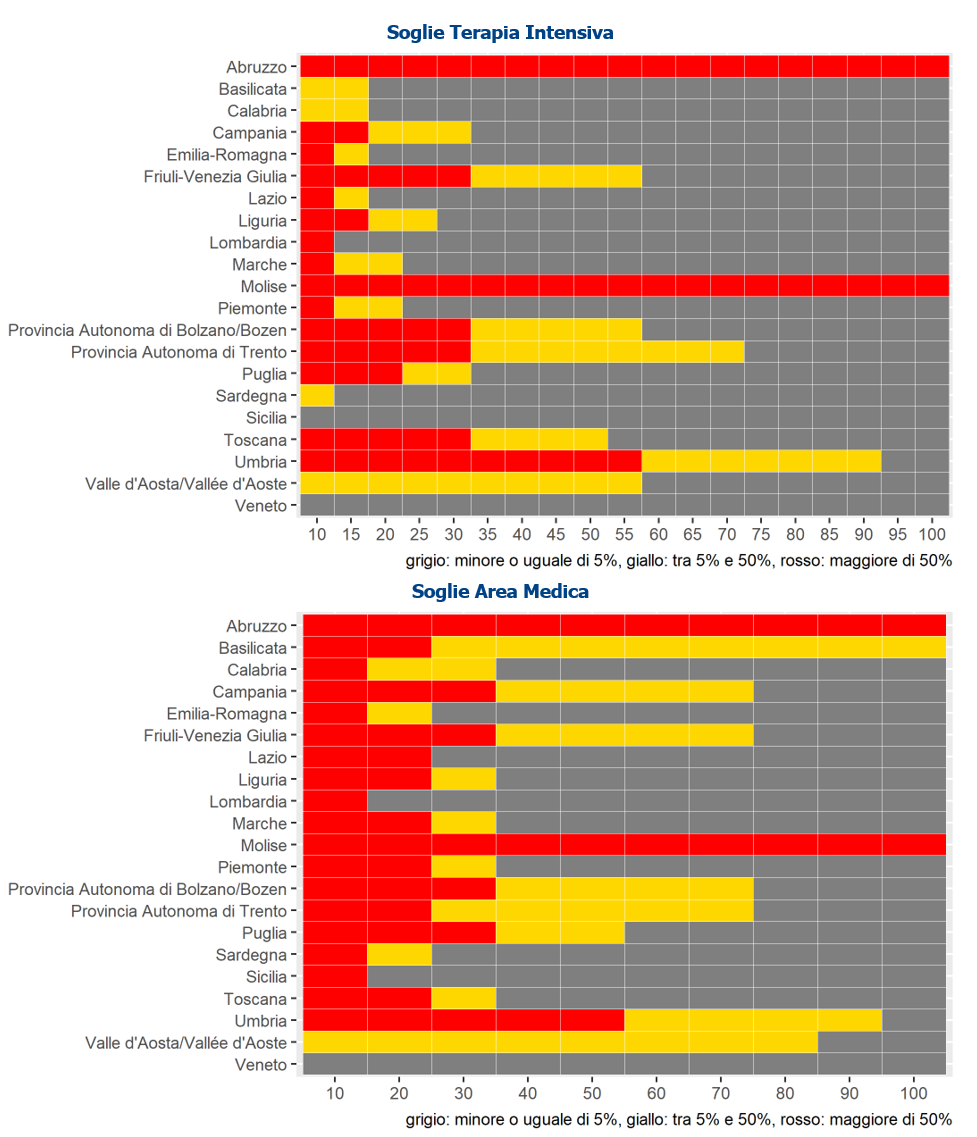 Soglie Terapia Intensiva
Abruzzo
Basilicata
Calabria
Campania
Emilia-Romagna
Friuli-Venezia Giulia
Lazio
Liguria
Lombardia
Marche
Molise
Piemonte
Provincia Autonoma di Bolzano/Bozen
Provincia Autonoma di Trento
Puglia
Sardegna
Sicilia
Toscana
Umbria
Valle d'Aosta/Vallée d'Aoste
Veneto
10 15 20 25 30 35 40 45 50 55 60 65 70 75 80 85 90 95 100
grigio: minore o uguale di 5%, giallo: tra 5% e 50%, rosso: maggiore di 50%
Soglie Area Medica
Abruzzo
Basilicata
Calabria
Campania
Emilia-Romagna
Friuli-Venezia Giulia
Lazio
Liguria
Lombardia
Marche
Molise
Piemonte
Provincia Autonoma di Bolzano/Bozen
Provincia Autonoma di Trento
Puglia
Sardegna
Sicilia
Toscana
Umbria
Valle d'Aosta/Vallée d'Aoste
Veneto
10 20 30 40 50 60 70 80 90 100
grigio: minore o uguale di 5%, giallo: tra 5% e 50%, rosso: maggiore di 50%